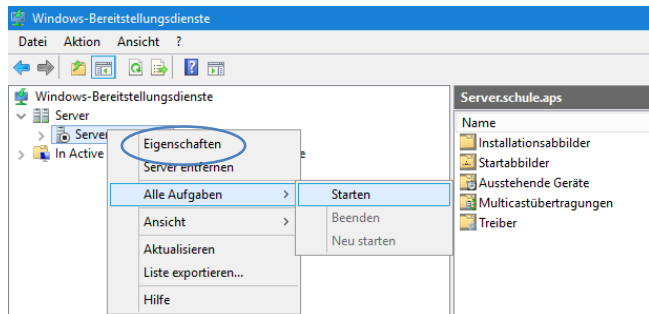 Windows-Bereitstellungsdienste
Datei Aktion Ansicht ?
Windows-Bereitstellungsdienste
Server
Server
In Active
e
Eigenschaften
Server entfernen
Alle Aufgaben
Ansicht
Aktualisieren
Liste exportieren...
Hilfe
Starten
Beenden
Neu starten
Server.schule.aps
Name
Installationsabbilder
Startabbilder
Ausstehende Geräte
Multicastübertragungen
Treiber